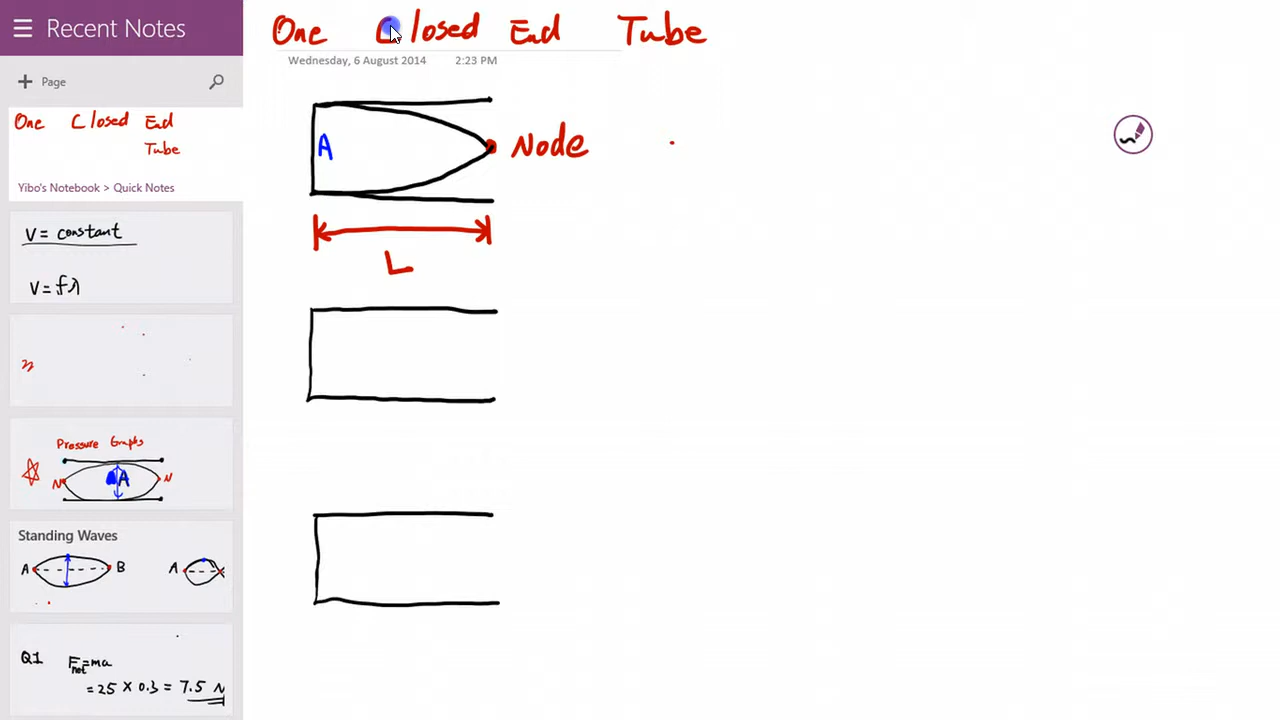 Recent Notes
Page
One Closed End
Tube
Yibo's Notebook > Quick Notes
V = constant
V = fλ
Pressure Graphs
N A N
Standing Waves
A B A
Q1 Fnet=ma
= 25 × 0.3 = 7.5 N
One Closed End Tube
Wednesday, 6 August 2014 2:23 PM
A Node
L